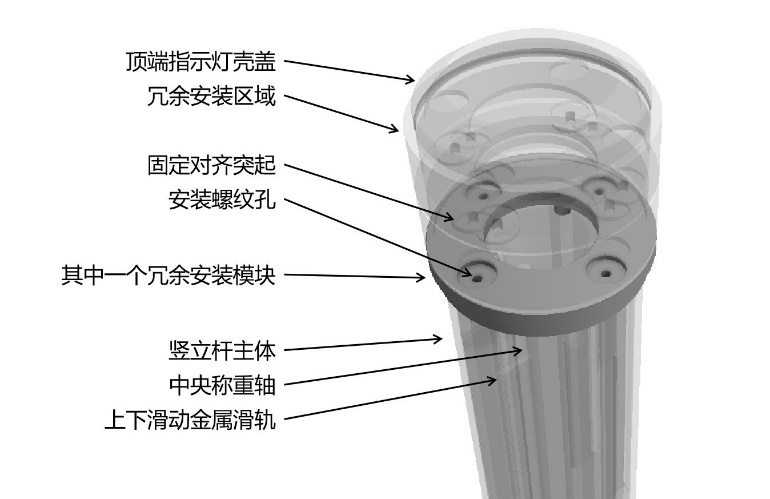 顶端指示灯壳盖
冗余安装区域
固定对齐突起
安装螺纹孔
其中一个冗余安装模块
竖立杆主体
中央称重轴
上下滑动金属滑轨